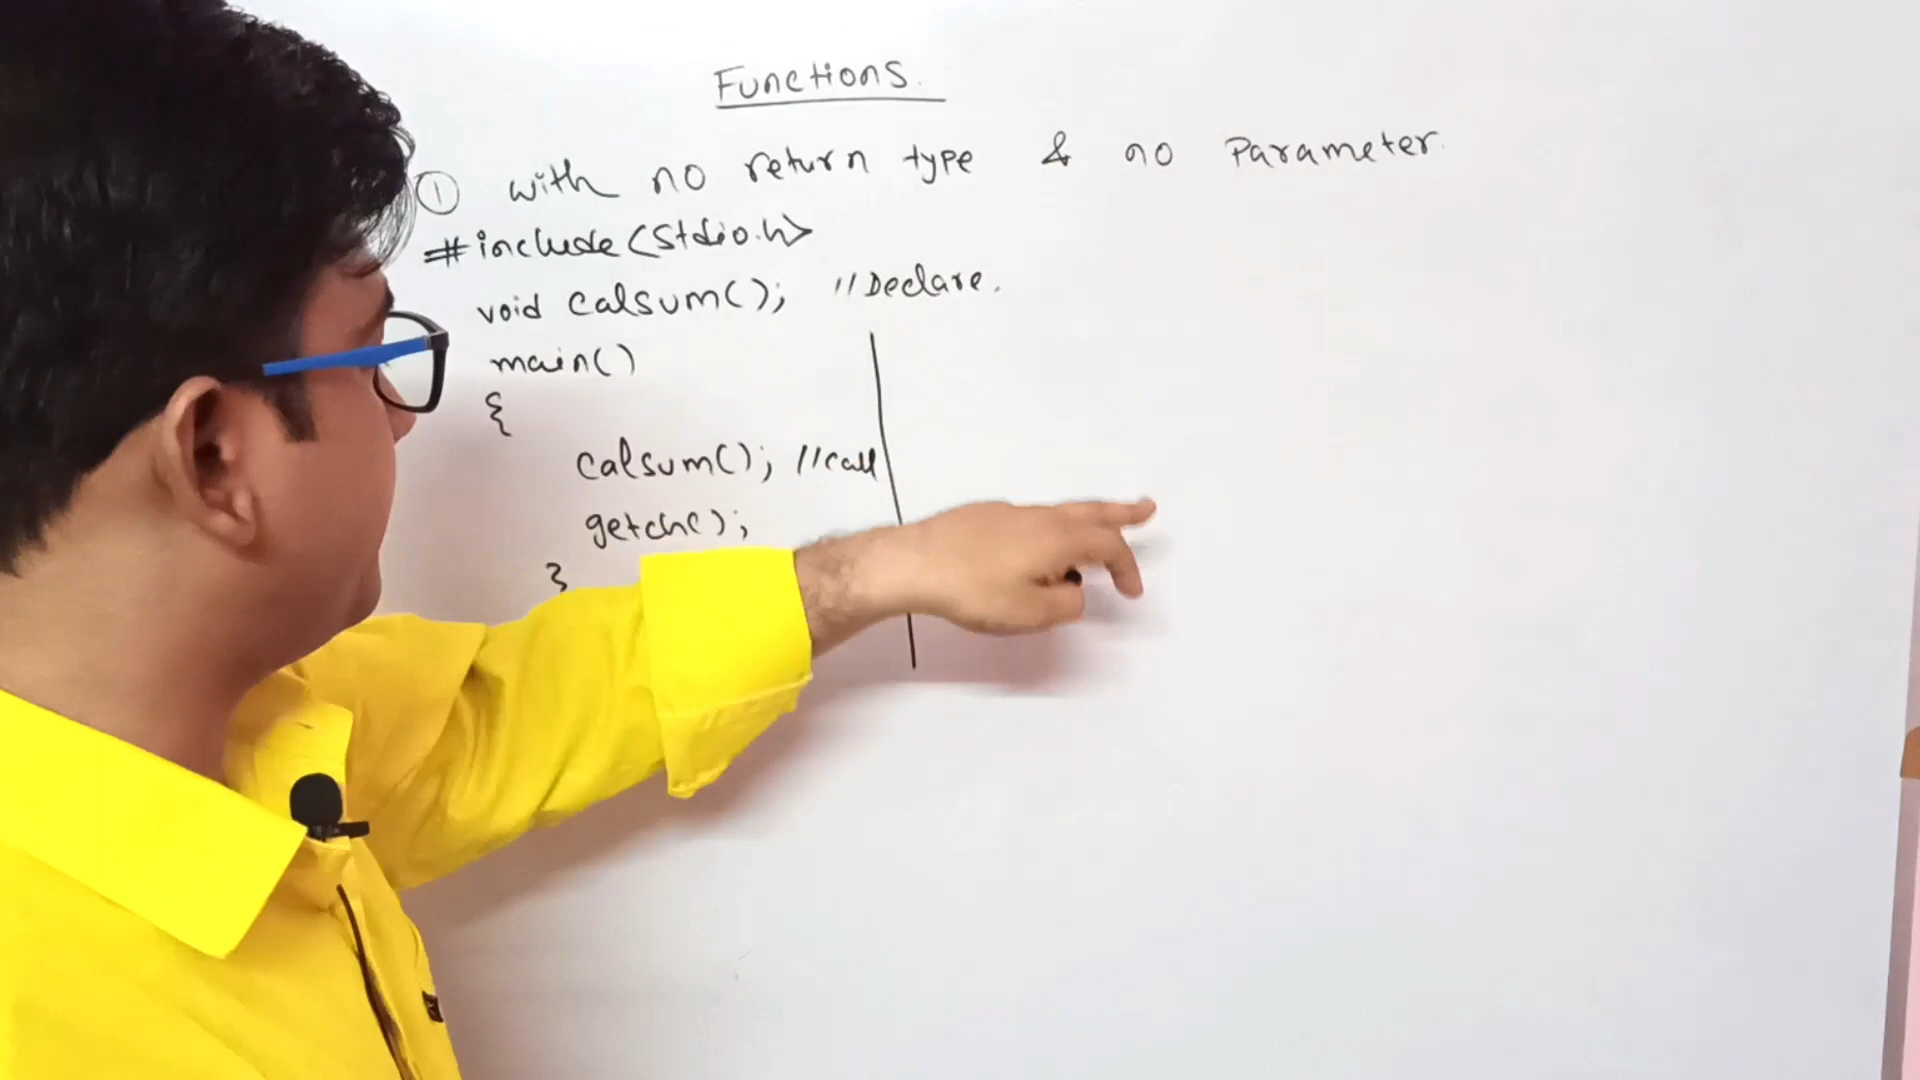 Functions.
① with no return type & no Parameter.
#include<stdio.h>
void calsum(); //Declare.
main()
{
calsum(); //call
getch();
}